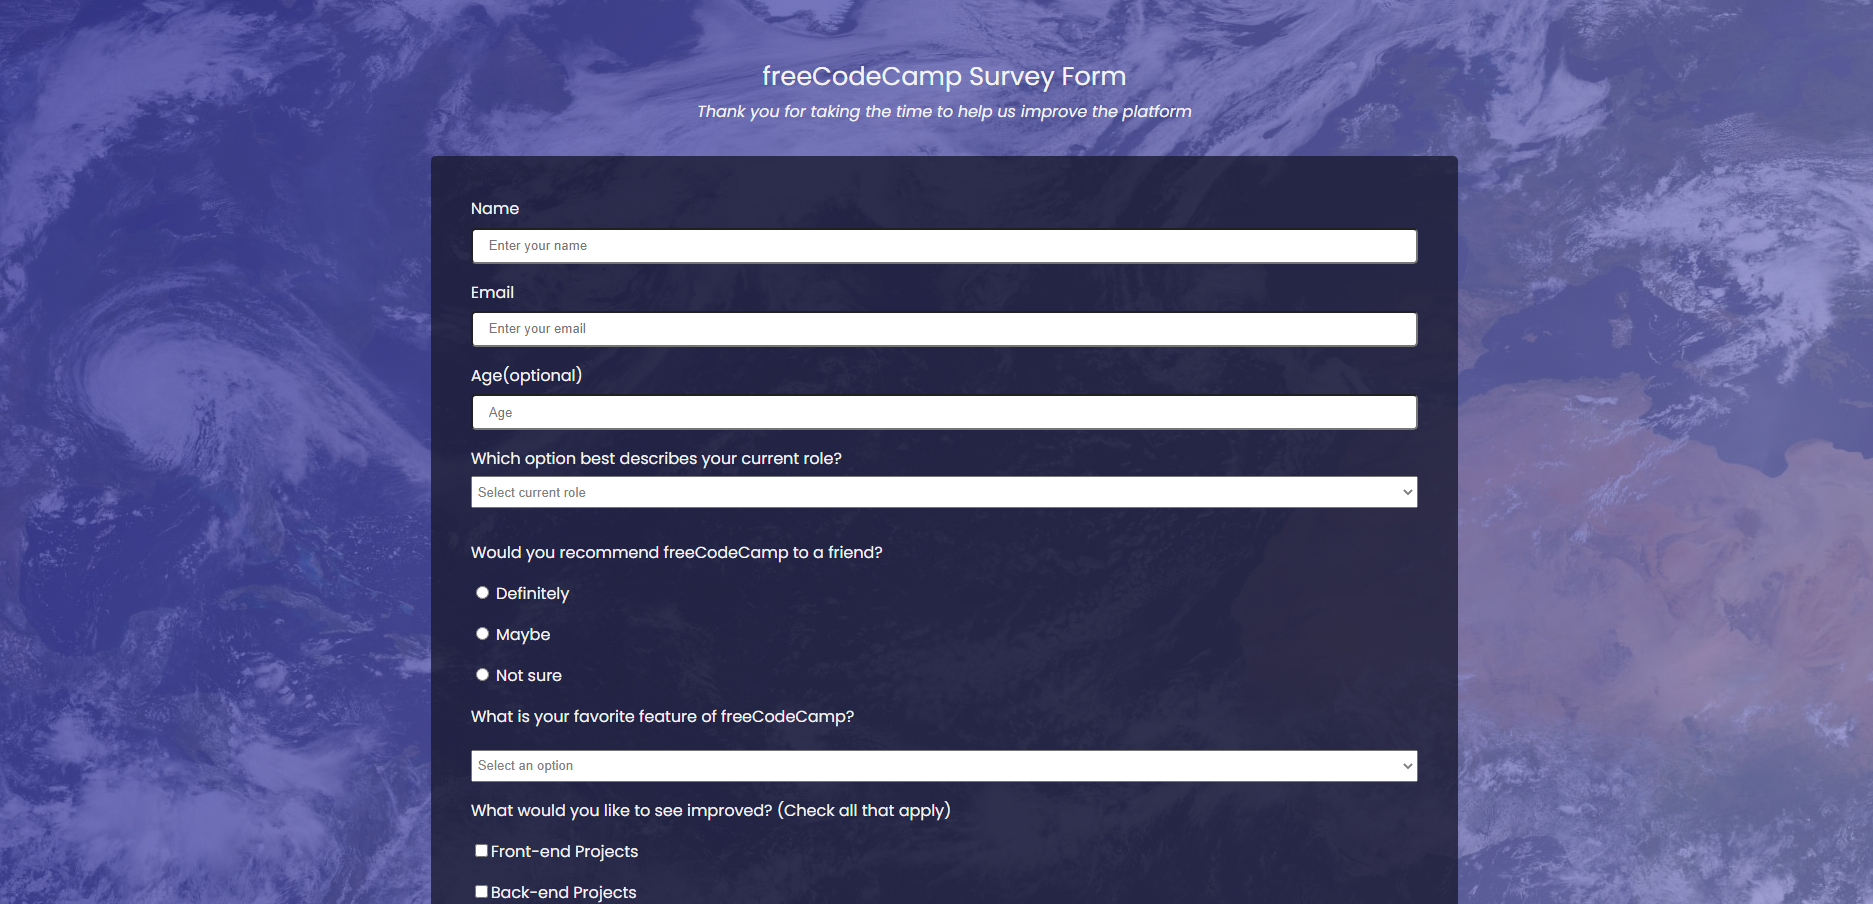 freeCodeCamp Survey Form
Thank you for taking the time to help us improve the platform
Name
Enter your name
Email
Enter your email
Age(optional)
Age
Which option best describes your current role?
Select current role
Would you recommend freeCodeCamp to a friend?
Definitely
Maybe
Not sure
What is your favorite feature of freeCodeCamp?
Select an option
What would you like to see improved? (Check all that apply)
Front-end Projects
Back-end Projects